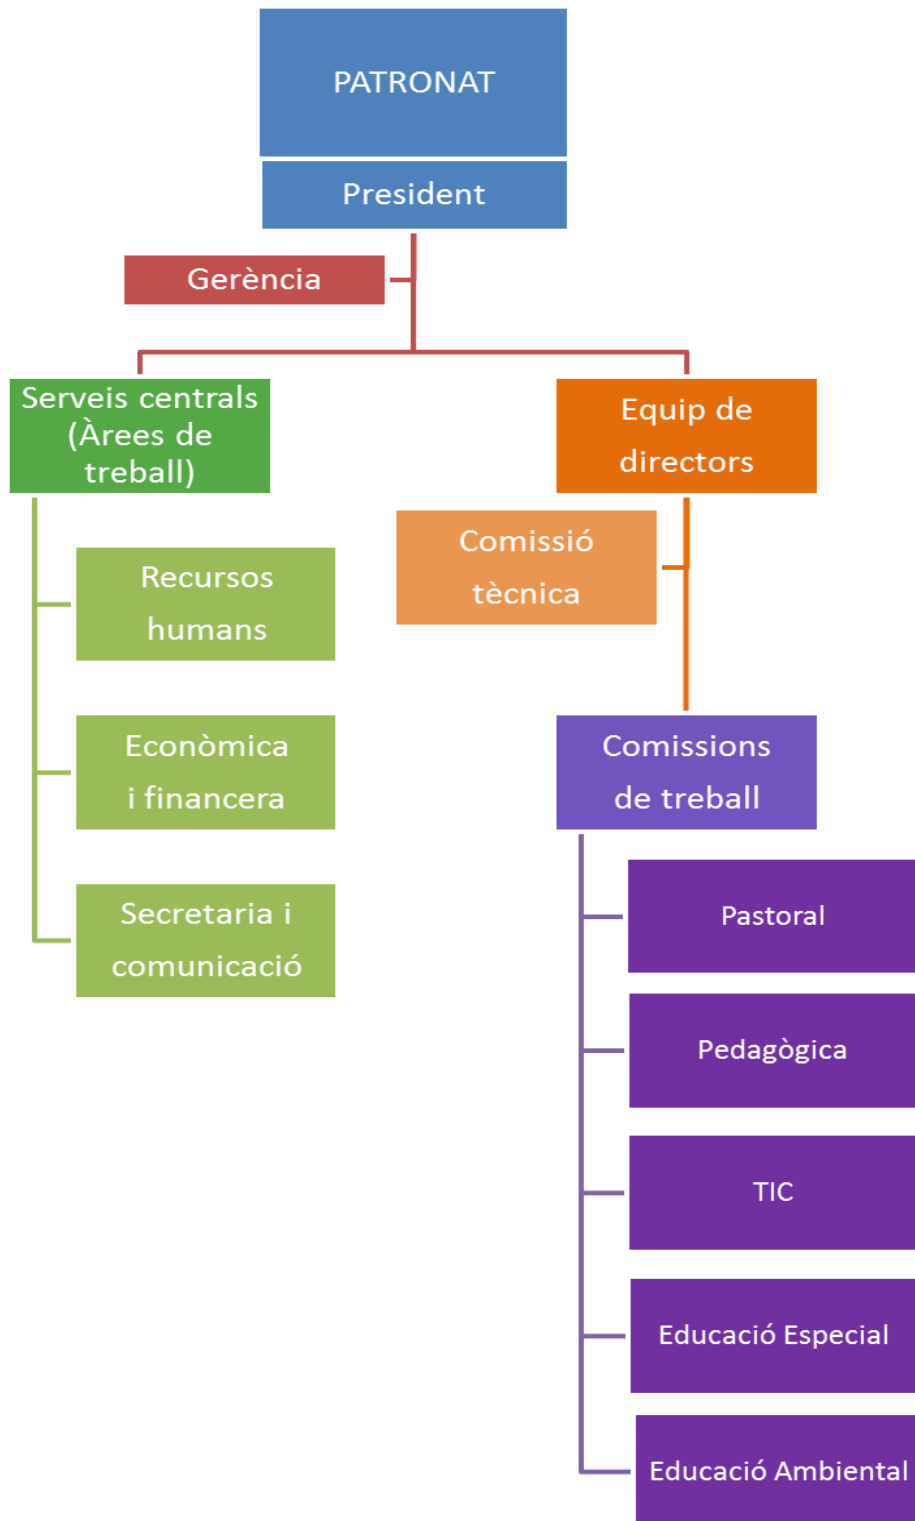 PATRONAT
President
Gerència
Serveis centrals
(Àrees de
treball)
Recursos
humans
Econòmica
i financera
Secretaria i
comunicació
Equip de
directors
Comissió
tècnica
Comissions
de treball
Pastoral
Pedagògica
TIC
Educació Especial
Educació Ambiental